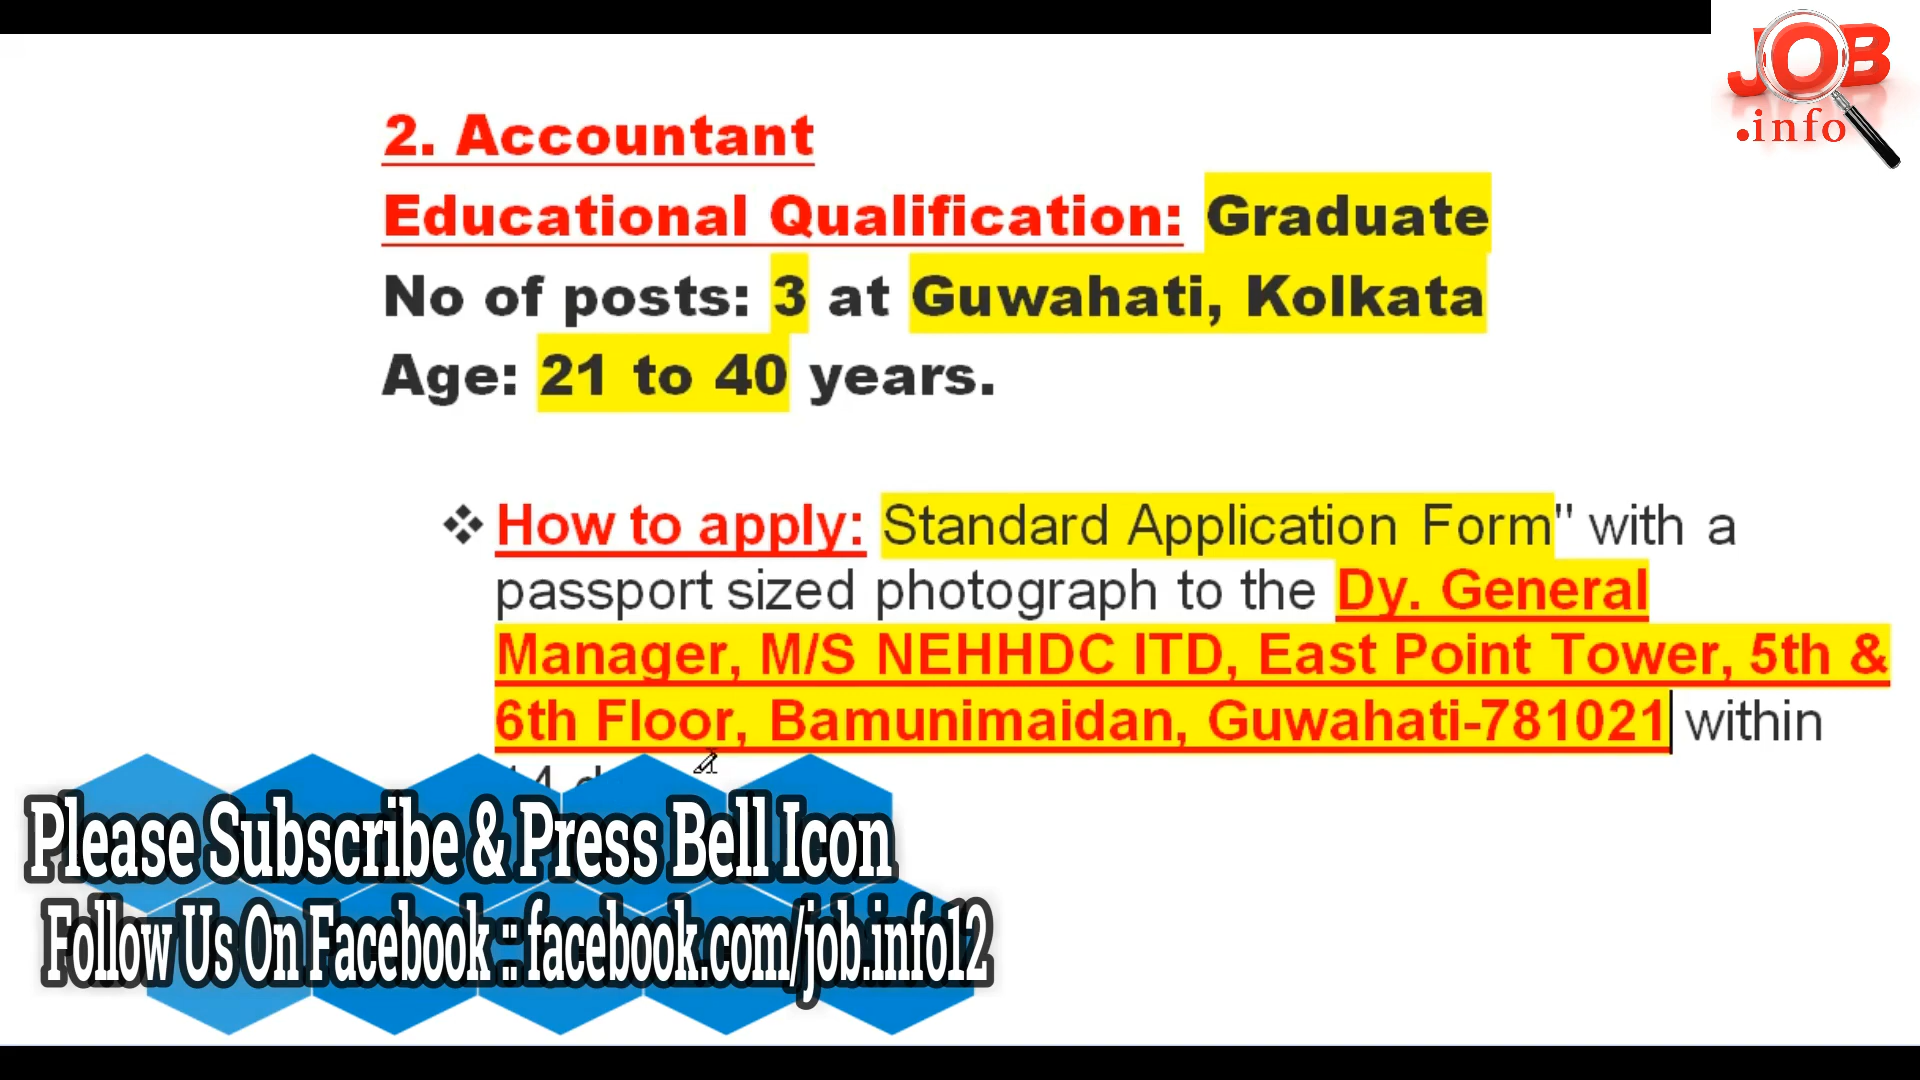 JOB
.info
2. Accountant
Educational Qualification: Graduate
No of posts: 3 at Guwahati, Kolkata
Age: 21 to 40 years.
❖ How to apply: Standard Application Form" with a
passport sized photograph to the Dy. General
Manager, M/S NEHHDC lTD, East Point Tower, 5th &
6th Floor, Bamunimaidan, Guwahati-781021 within
Please Subscribe & Press Bell Icon
Follow Us On Facebook :: facebook.com/job.info12